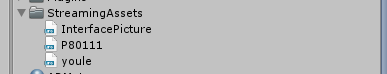 StreamingAssets
InterfacePicture
P80111
youle